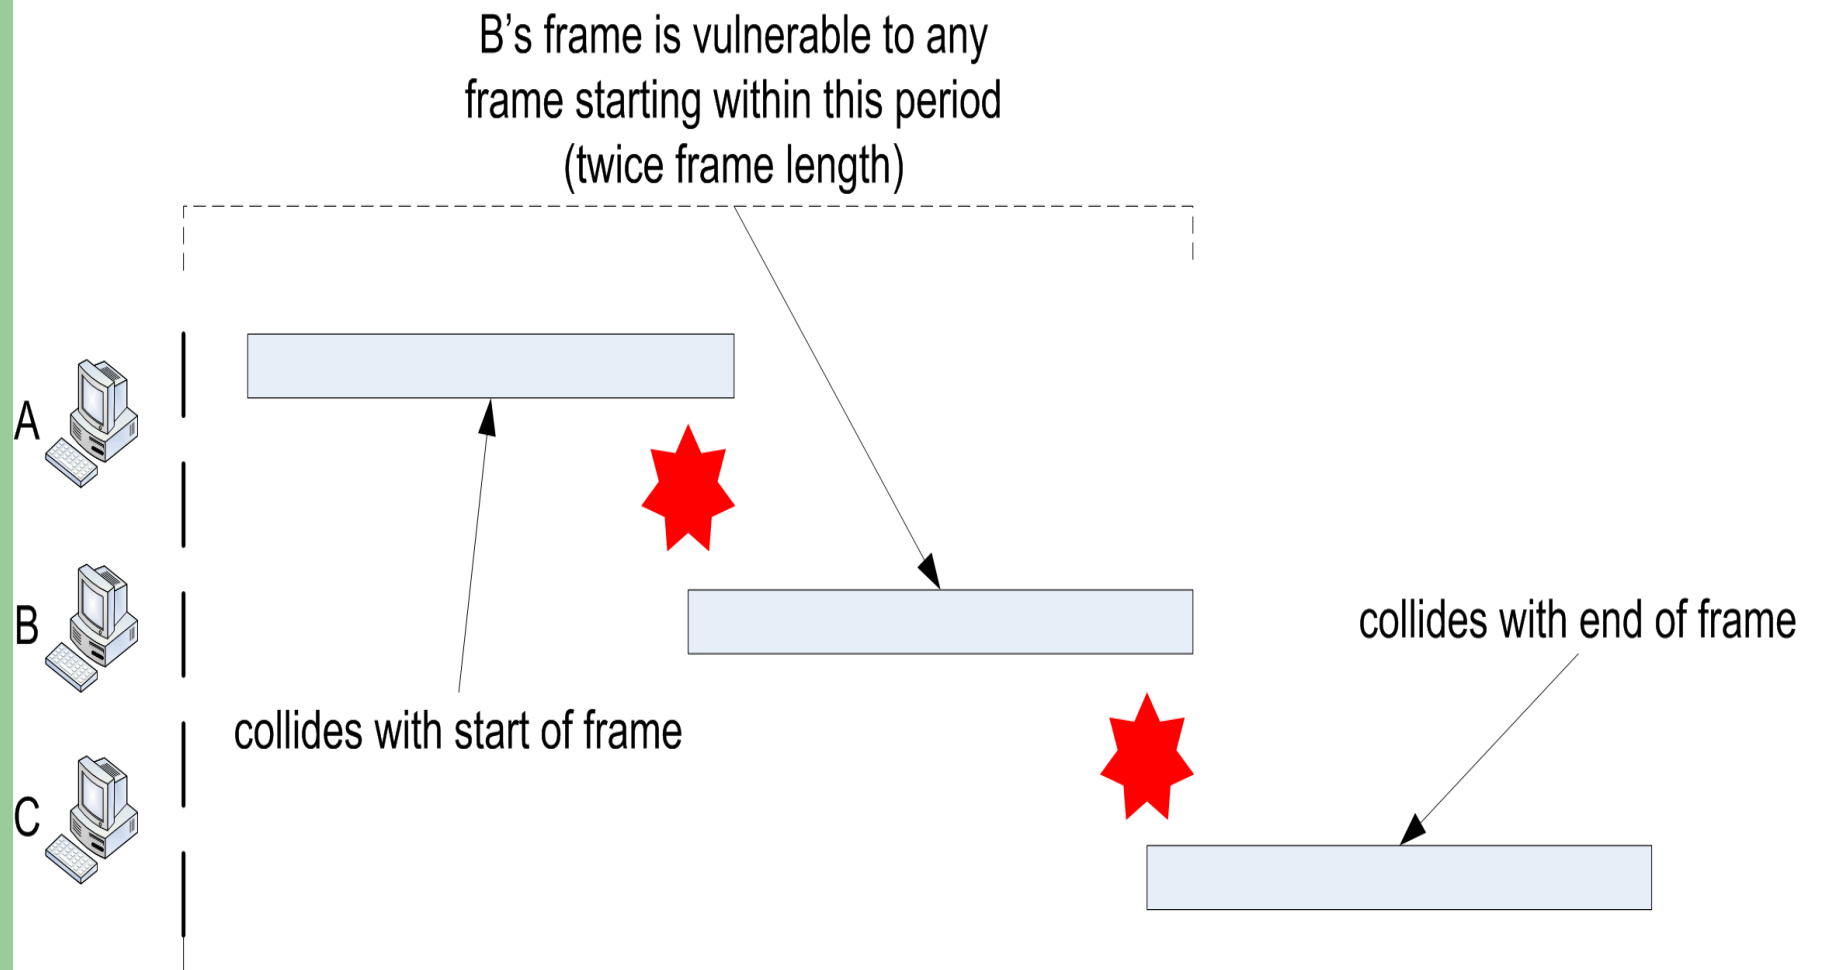 B’s frame is vulnerable to any
frame starting within this period
(twice frame length)
A
B
collides with end of frame
collides with start of frame
C